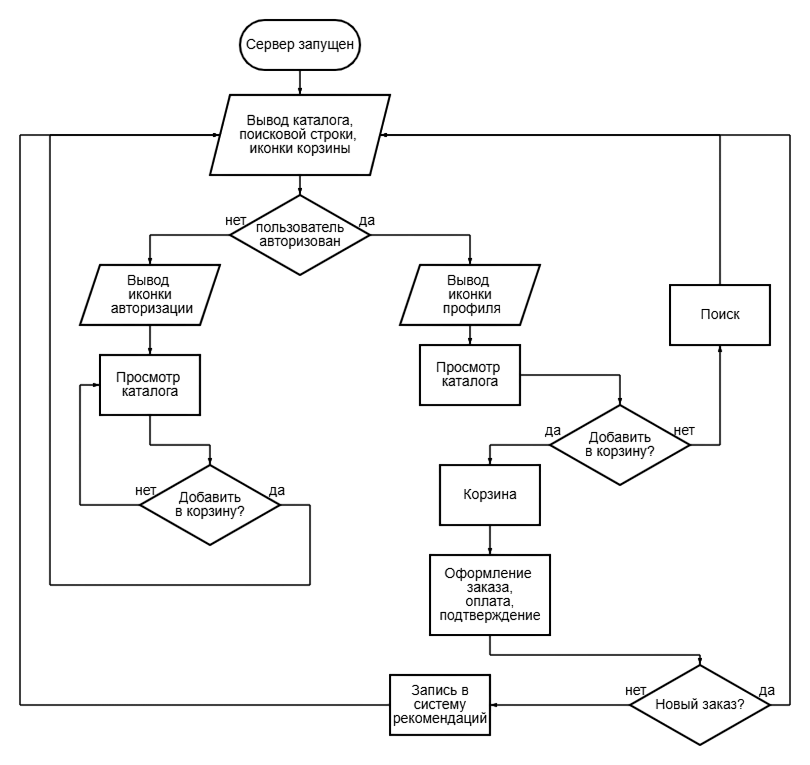 Сервер запущен
Вывод каталога,
поисковой строки,
иконки корзины
нет
пользователь
авторизован
да
Вывод
иконки
авторизации
Вывод
иконки
профиля
Поиск
Просмотр
каталога
Просмотр
каталога
да
Добавить
в корзину?
нет
Корзина
нет
Добавить
в корзину?
да
Оформление
заказа,
оплата,
подтверждение
Запись в
систему
рекомендаций
нет
Новый заказ?
да